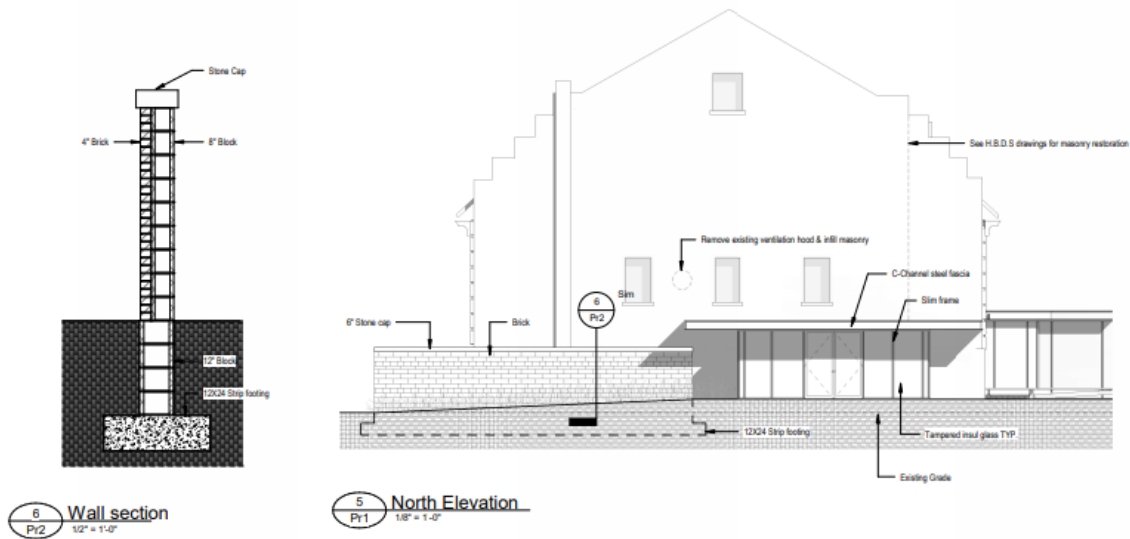 Stone Cap
4" Brick
8" Block
12" Block
12X24 Strip footing
6
Pr2
Wall section
1/2" = 1'-0"
See H.B.D.S drawings for masonry restoration
Remove existing ventilation hood & infill masonry
C-Channel steel fascia
6
Pr2
Sim
Slim frame
6" Stone cap
Brick
12X24 Strip footing
Tampered insul glass TYP.
Existing Grade
5
Pr1
North Elevation
1/8" = 1'-0"